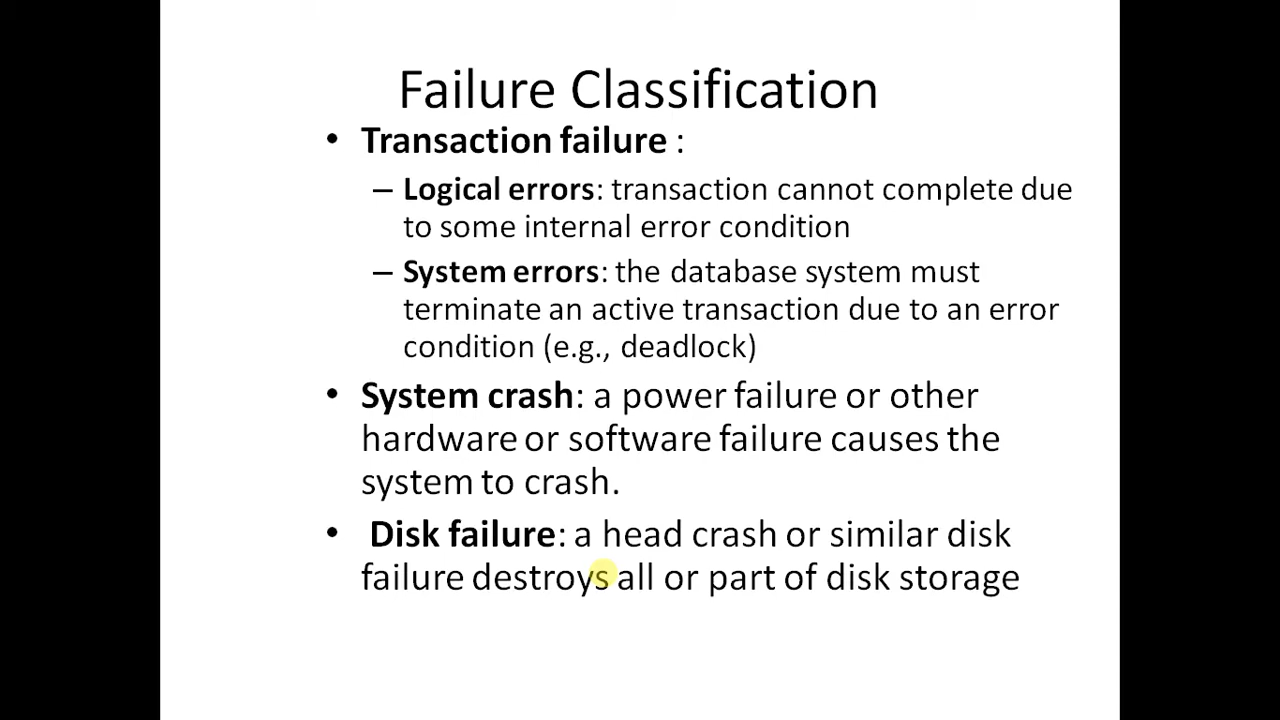 Failure Classification
• Transaction failure :
– Logical errors: transaction cannot complete due
to some internal error condition
– System errors: the database system must
terminate an active transaction due to an error
condition (e.g., deadlock)
• System crash: a power failure or other
hardware or software failure causes the
system to crash.
• Disk failure: a head crash or similar disk
failure destroys all or part of disk storage